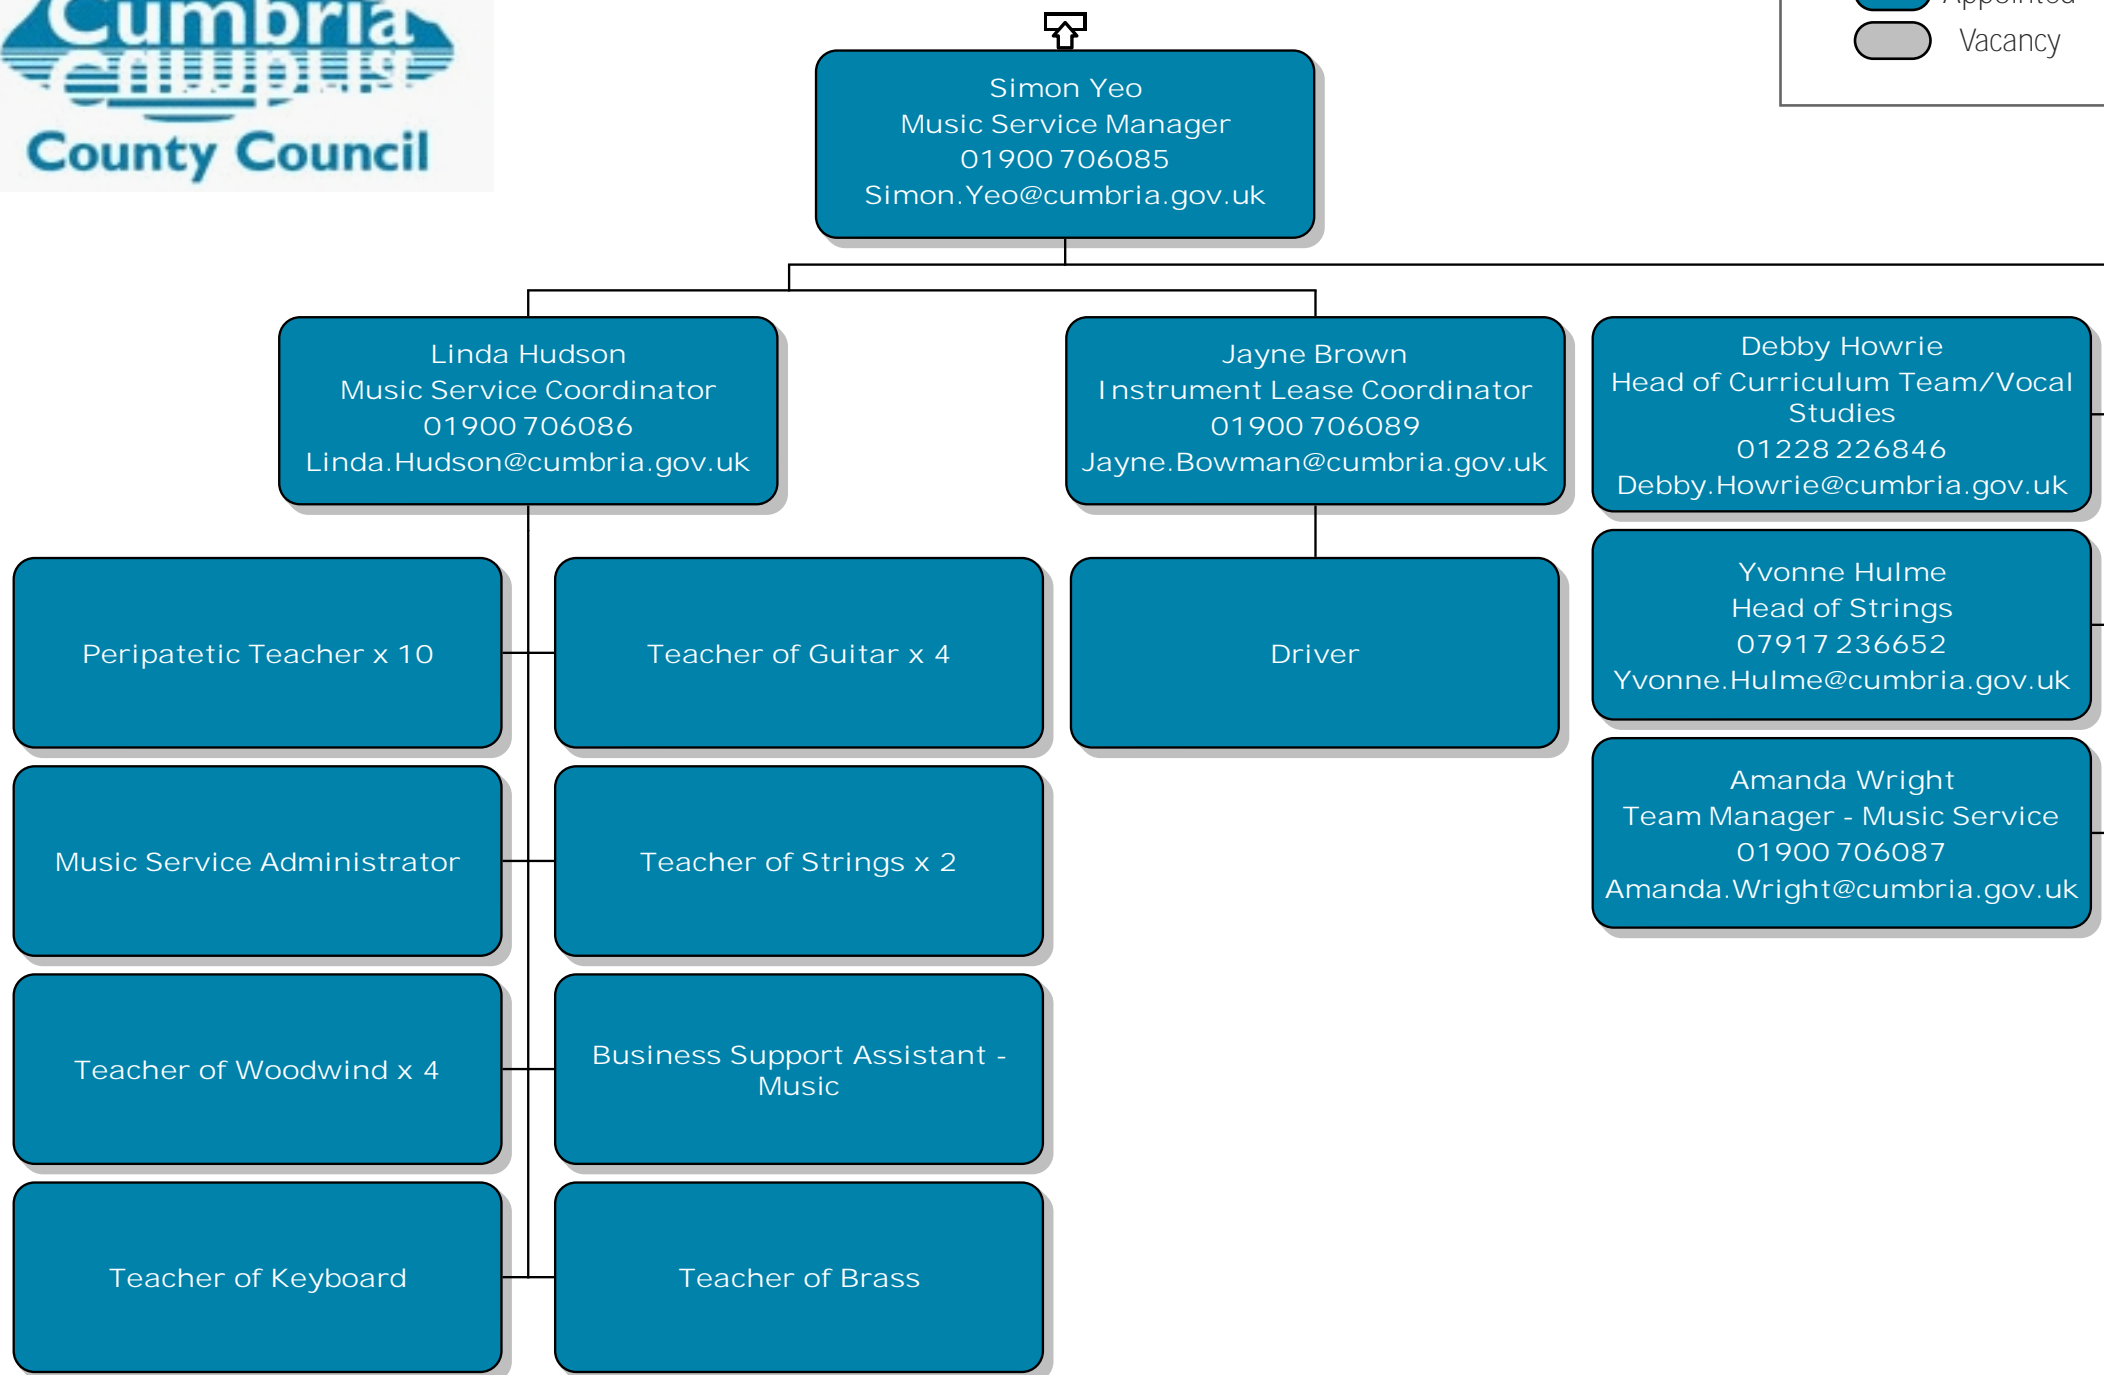 Cumbria
County Council
Appointed
Vacancy
Simon Yeo
Music Service Manager
01900 706085
Simon.Yeo@cumbria.gov.uk
Linda Hudson
Music Service Coordinator
01900 706086
Linda.Hudson@cumbria.gov.uk
Jayne Brown
Instrument Lease Coordinator
01900 706089
Jayne.Bowman@cumbria.gov.uk
Debby Howrie
Head of Curriculum Team/Vocal
Studies
01228 226846
Debby.Howrie@cumbria.gov.uk
Yvonne Hulme
Head of Strings
07917 236652
Yvonne.Hulme@cumbria.gov.uk
Amanda Wright
Team Manager - Music Service
01900 706087
Amanda.Wright@cumbria.gov.uk
Peripatetic Teacher x 10
Teacher of Guitar x 4
Driver
Music Service Administrator
Teacher of Strings x 2
Teacher of Woodwind x 4
Business Support Assistant -
Music
Teacher of Keyboard
Teacher of Brass